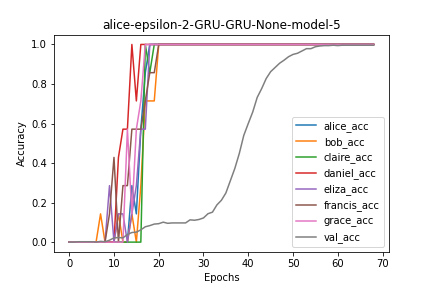 alice-epsilon-2-GRU-GRU-None-model-5
Accuracy
1.0
0.8
0.6
0.4
0.2
0.0
alice_acc
bob_acc
claire_acc
daniel_acc
eliza_acc
francis_acc
grace_acc
val_acc
0 10 20 30 40 50 60 70
Epochs